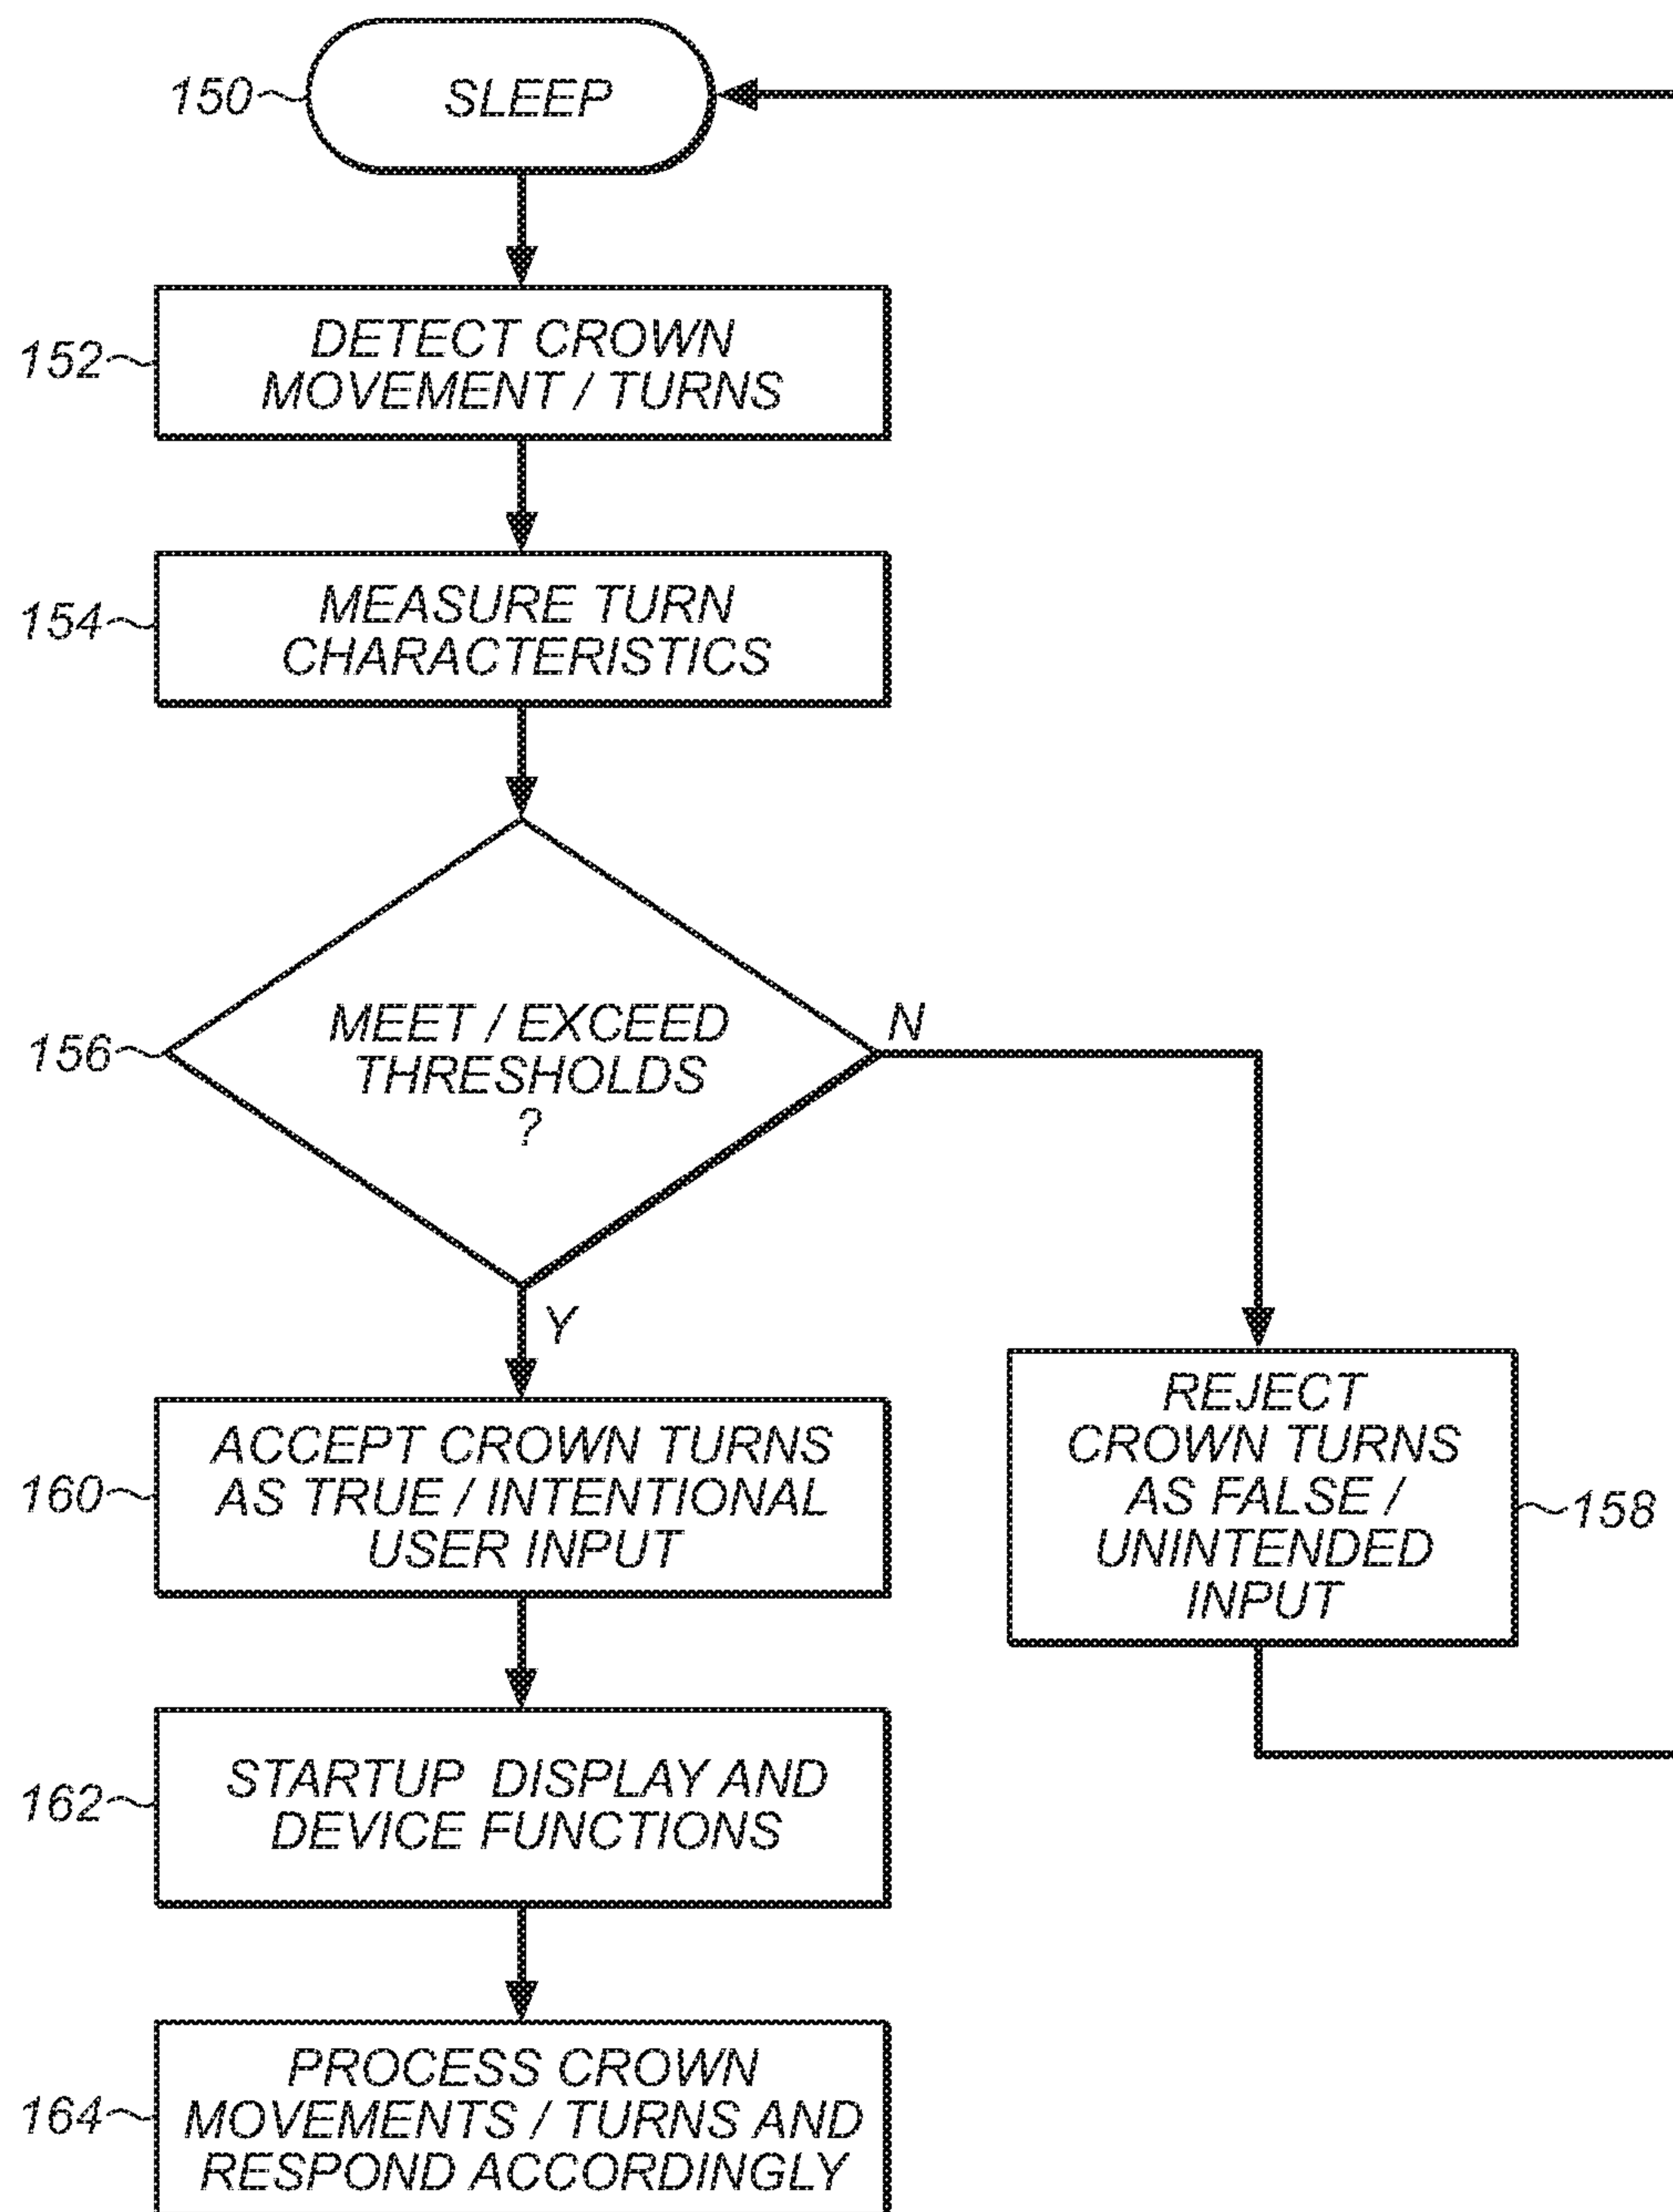 150
SLEEP
152
DETECT CROWN
MOVEMENT / TURNS
154
MEASURE TURN
CHARACTERISTICS
156
MEET / EXCEED
THRESHOLDS
?
N
Y
160
ACCEPT CROWN TURNS
AS TRUE / INTENTIONAL
USER INPUT
REJECT
CROWN TURNS
AS FALSE /
UNINTENDED
INPUT
158
162
STARTUP DISPLAY AND
DEVICE FUNCTIONS
164
PROCESS CROWN
MOVEMENTS / TURNS AND
RESPOND ACCORDINGLY